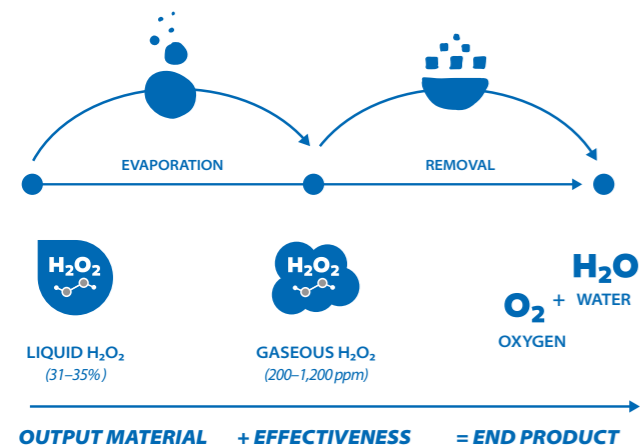 EVAPORATION
REMOVAL
H₂O₂
H₂O₂
H₂O
O₂ + WATER
OXYGEN
LIQUID H₂O₂
(31–35%)
GASEOUS H₂O₂
(200–1,200 ppm)
OUTPUT MATERIAL + EFFECTIVENESS = END PRODUCT